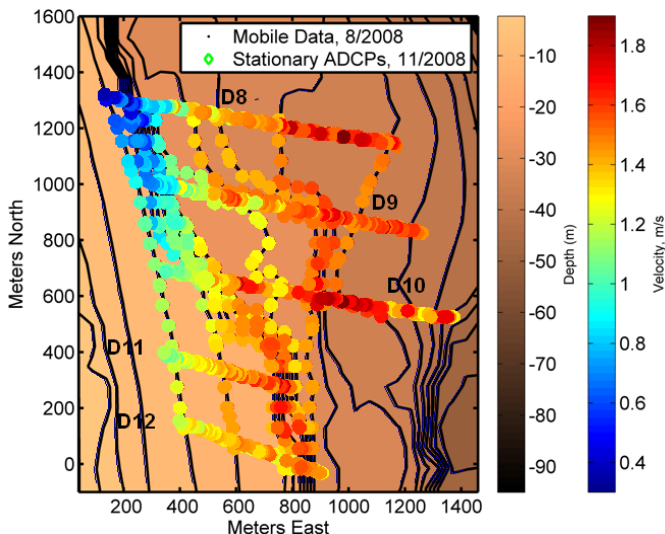 1600
1400
1200
1000
800
600
400
200
0
Meters North
200 400 600 800 1000 1200 1400
Meters East
Mobile Data, 8/2008
Stationary ADCPs, 11/2008
D8
D9
D10
D11
D12
-10
-20
-30
-40
-50
-60
-70
-80
-90
Depth (m)
1.8
1.6
1.4
1.2
1
0.8
0.6
0.4
Velocity, m/s